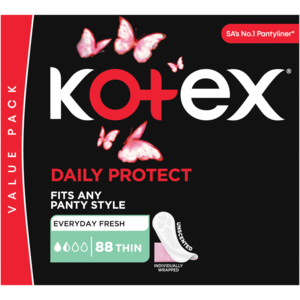 SA's No.1 Pantyliner*
VALUE PACK
Kotex®
DAILY PROTECT
FITS ANY
PANTY STYLE
EVERYDAY FRESH
88 THIN
UNSCENTED
INDIVIDUALLY
WRAPPED